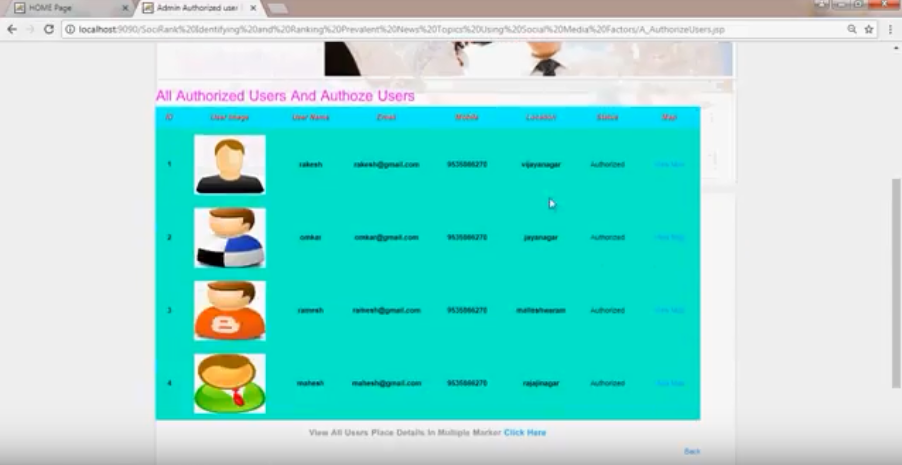 HOME Page
Admin Authorized user
localhost:9090/SociRank%20Identifying%20and%20Ranking%20Prevalent%20News%20Topics%20Using%20Social%20Media%20Factors/A_AuthorizeUsers.jsp
All Authorized Users And Authoze Users
ID User Image User Name Email Mobile Location Status Map
1 rakesh rakesh@gmail.com 9535866270 vijayanagar Authorized View Map
2 omkar omkar@gmail.com 9535866270 jayanagar Authorized View Map
3 ramesh ramesh@gmail.com 9535866270 malleshwaram Authorized View Map
4 mahesh mahesh@gmail.com 9535866270 rajajinagar Authorized View Map
View All Users Place Details In Multiple Marker Click Here
Back